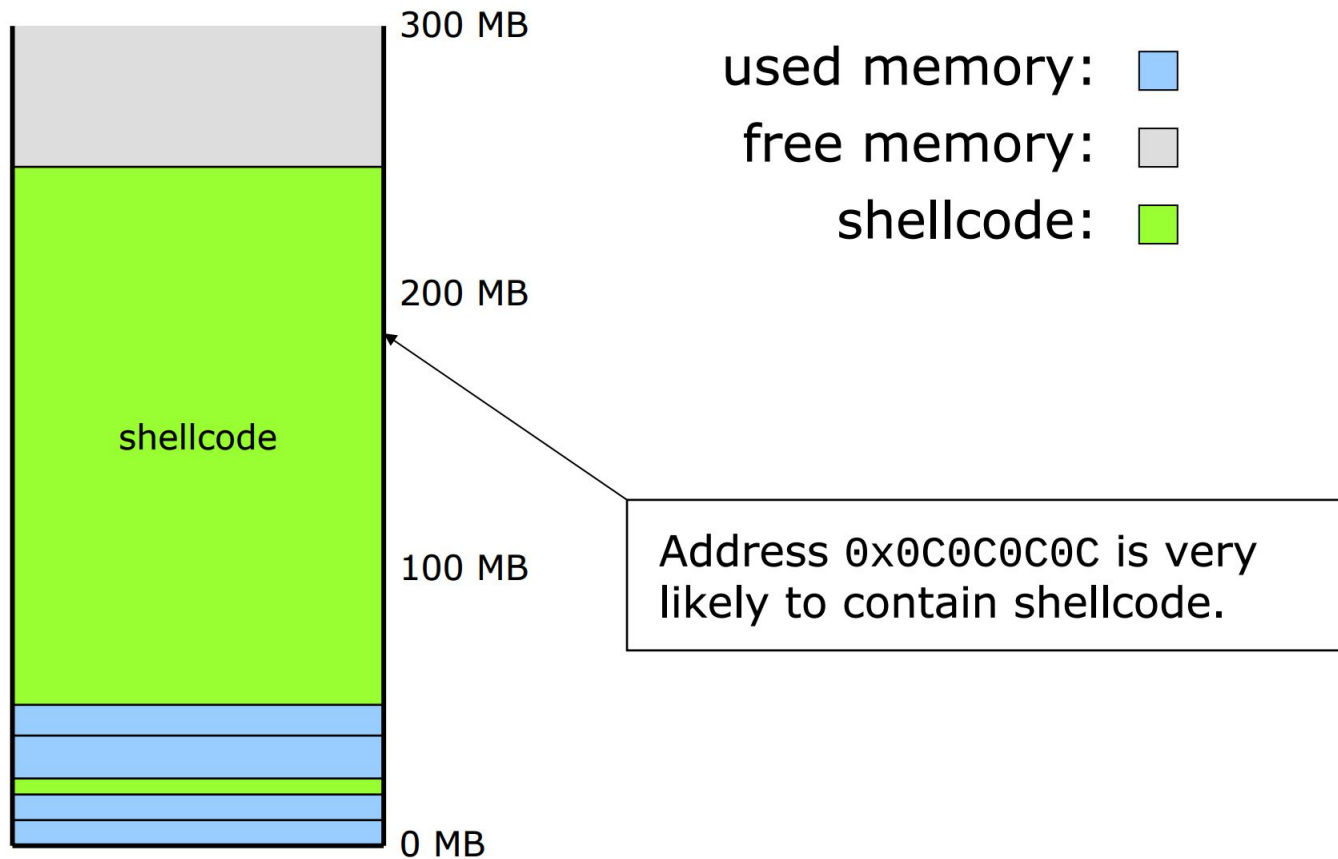 300 MB
used memory:
free memory:
shellcode:
200 MB
shellcode
100 MB
Address 0x0C0C0C0C is very
likely to contain shellcode.
0 MB